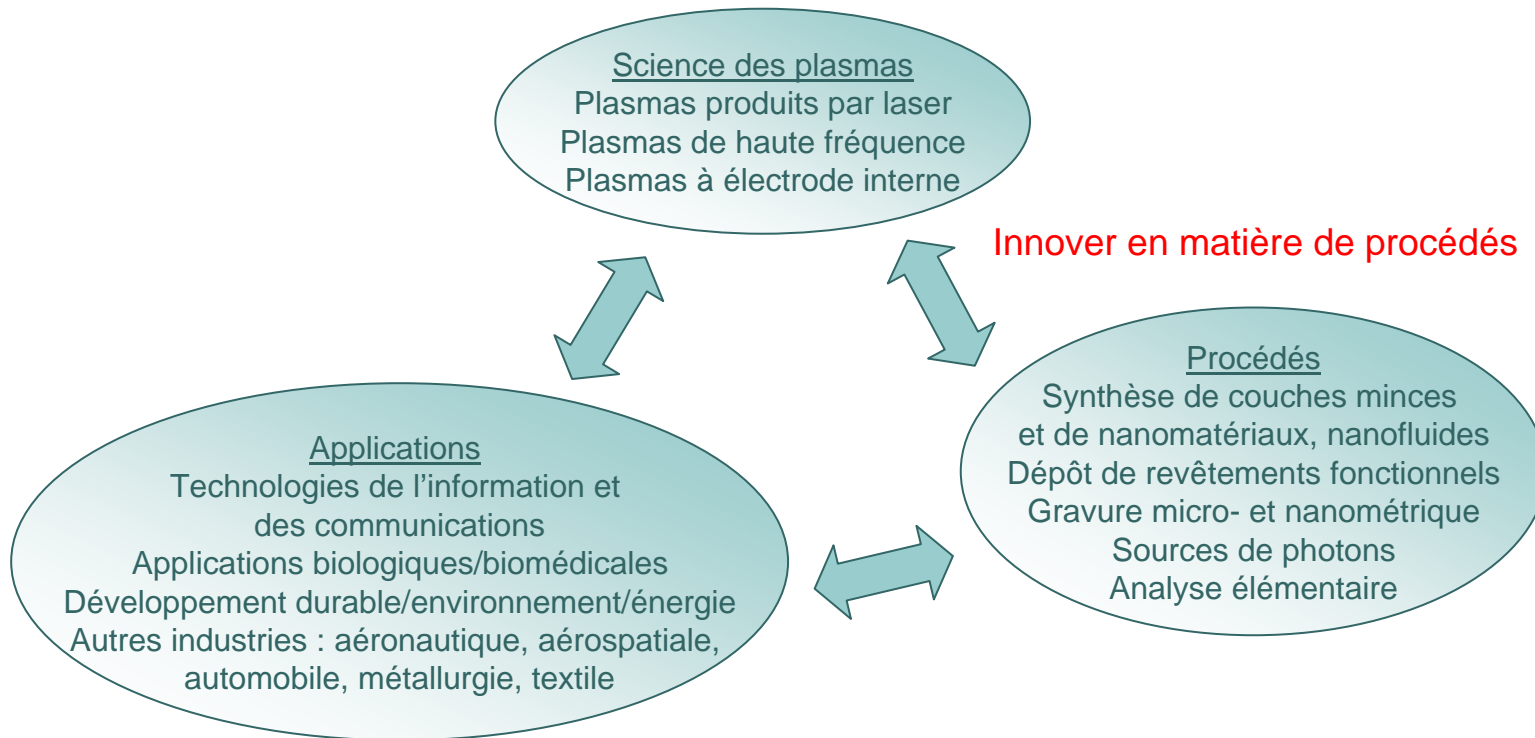 Science des plasmas
Plasmas produits par laser
Plasmas de haute fréquence
Plasmas à électrode interne
Innover en matière de procédés
Procédés
Synthèse de couches minces
et de nanomatériaux, nanofluides
Dépôt de revêtements fonctionnels
Gravure micro- et nanométrique
Sources de photons
Analyse élémentaire
Applications
Technologies de l'information et
des communications
Applications biologiques/biomédicales
Développement durable/environnement/énergie
Autres industries : aéronautique, aérospatiale,
automobile, métallurgie, textile